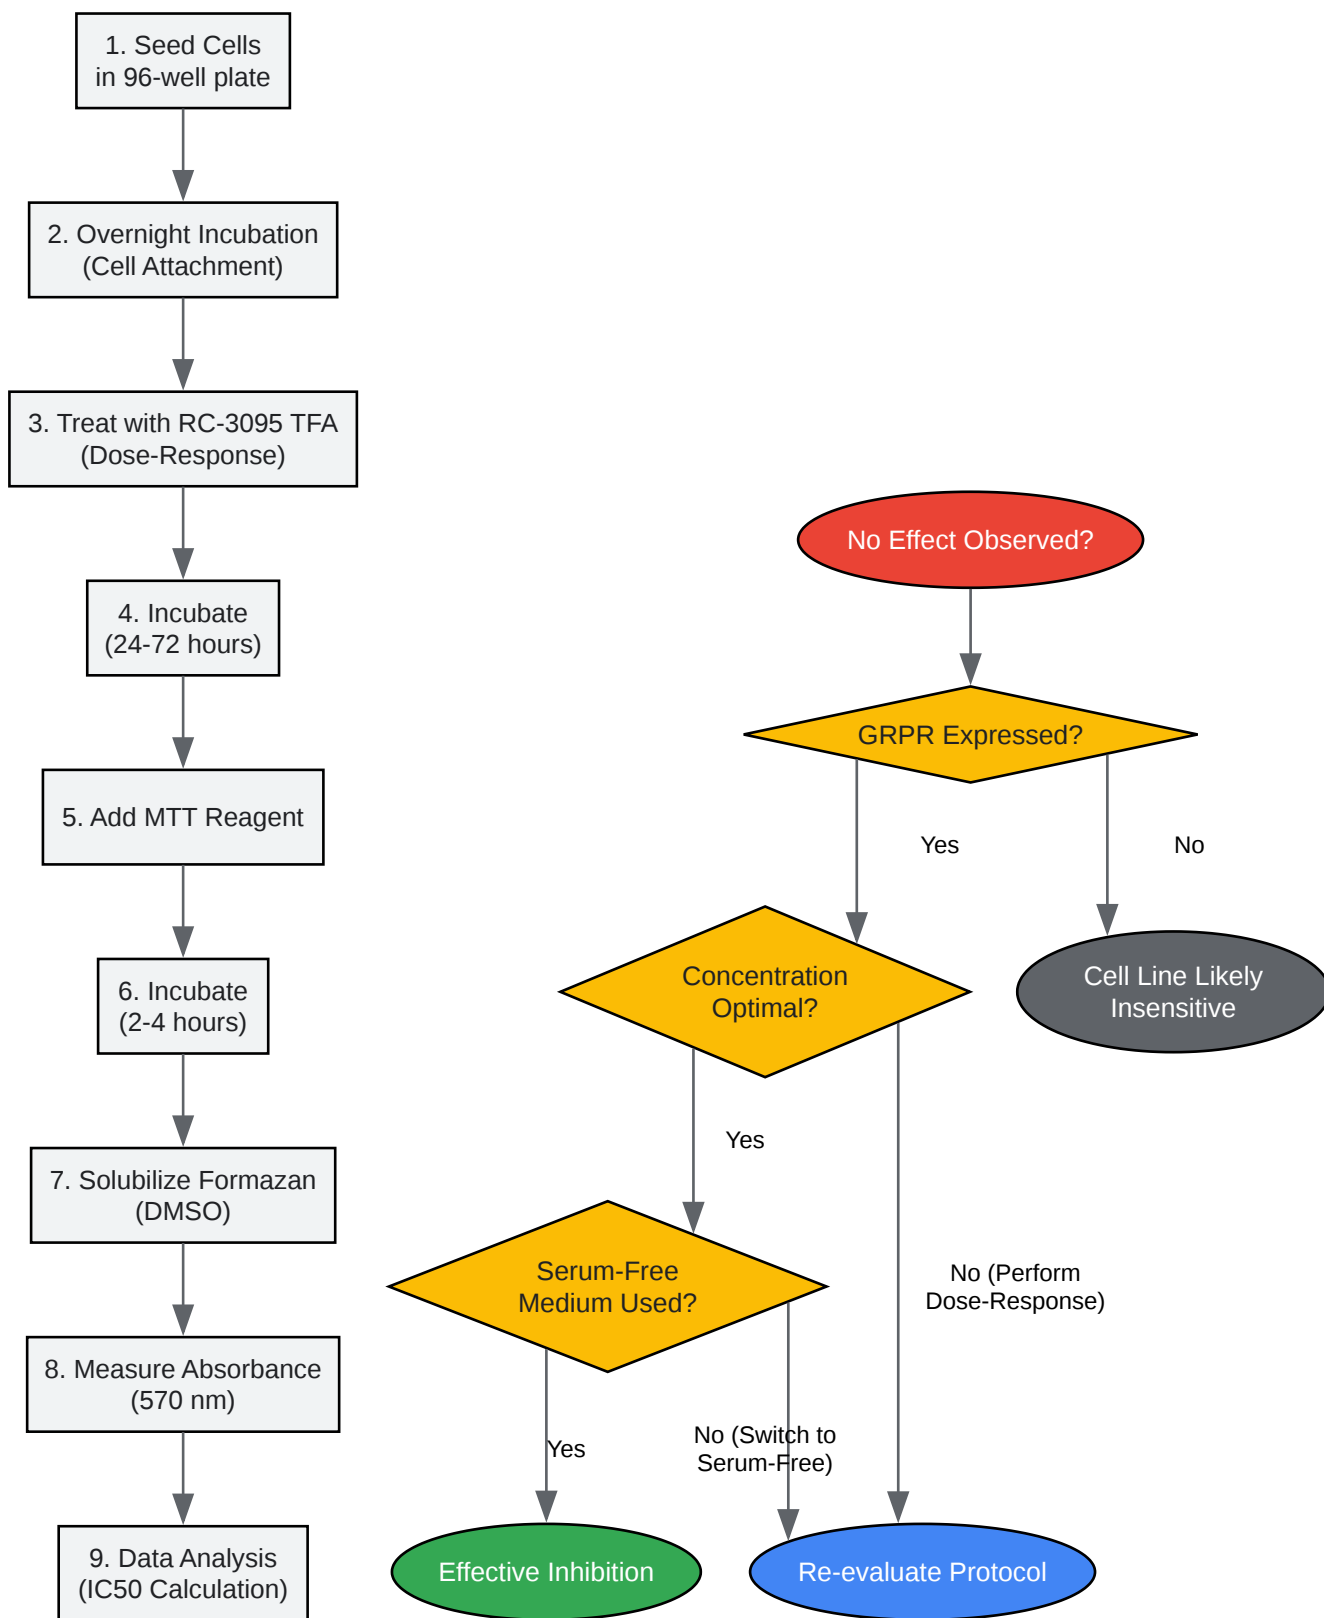 1. Seed Cells
in 96-well plate
2. Overnight Incubation
(Cell Attachment)
3. Treat with RC-3095 TFA
(Dose-Response)
4. Incubate
(24-72 hours)
5. Add MTT Reagent
6. Incubate
(2-4 hours)
7. Solubilize Formazan
(DMSO)
8. Measure Absorbance
(570 nm)
9. Data Analysis
(IC50 Calculation)
No Effect Observed?
GRPR Expressed?
Yes
No
Concentration
Optimal?
Cell Line Likely
Insensitive
Yes
No (Perform
Dose-Response)
Serum-Free
Medium Used?
Yes
No (Switch to
Serum-Free)
Effective Inhibition
Re-evaluate Protocol